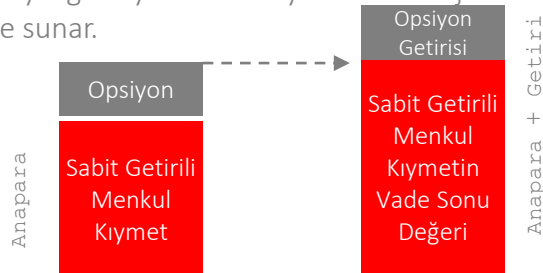 e sunar.
Opsiyon
Sabit Getirili
Menkul
Kıymet
Anapara
Opsiyon
Getirisi
Sabit Getirili
Menkul
Kıymetin
Vade Sonu
Değeri
Anapara + Getiri